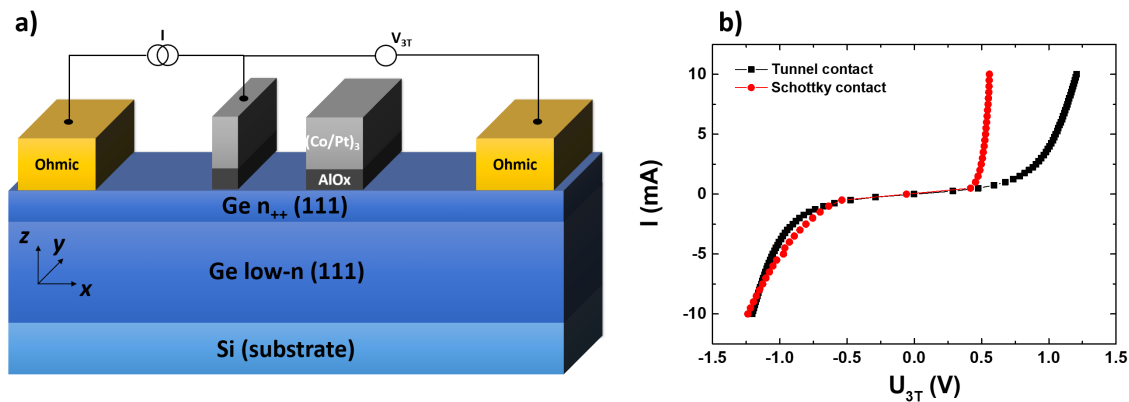 a)
I
V3T
Ohmic
(Co/Pt)3
AlOx
Ohmic
Ge n++ (111)
z
y
x
Ge low-n (111)
Si (substrate)
b)
Tunnel contact
Schottky contact
I (mA)
10
5
0
-5
-10
-1.5 -1.0 -0.5 0.0 0.5 1.0 1.5
U3T (V)